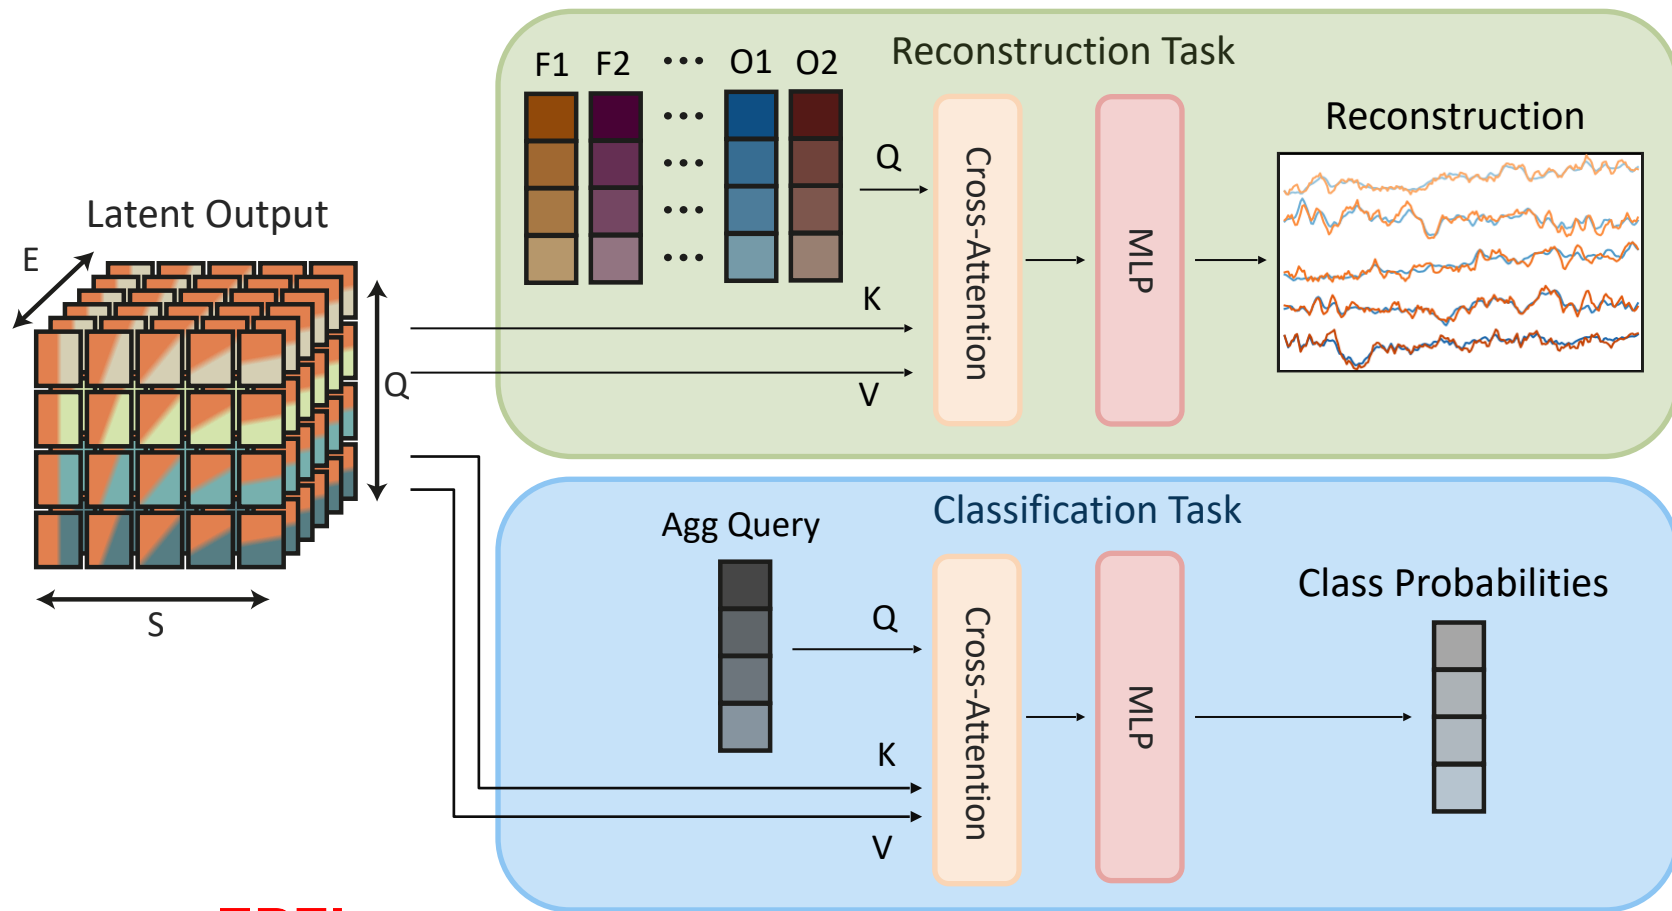 Reconstruction Task
F1 F2 ... O1 O2
Q
Cross-Attention
MLP
Reconstruction
Latent Output
E
Q
S
K
V
Classification Task
Agg Query
Q
Cross-Attention
MLP
Class Probabilities
K
V